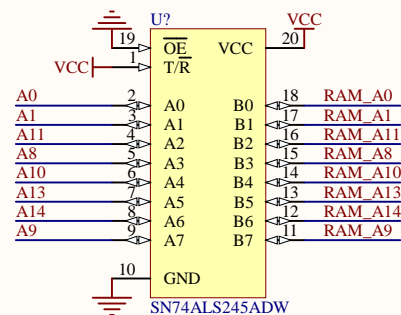 U?
VCC
19 OE VCC 20
VCC 1 T/R
A0 2 A0 B0 18 RAM_A0
A1 3 A1 B1 17 RAM_A1
A11 4 A2 B2 16 RAM_A11
A8 5 A3 B3 15 RAM_A8
A10 6 A4 B4 14 RAM_A10
A13 7 A5 B5 13 RAM_A13
A14 8 A6 B6 12 RAM_A14
A9 9 A7 B7 11 RAM_A9
10 GND
SN74ALS245ADW